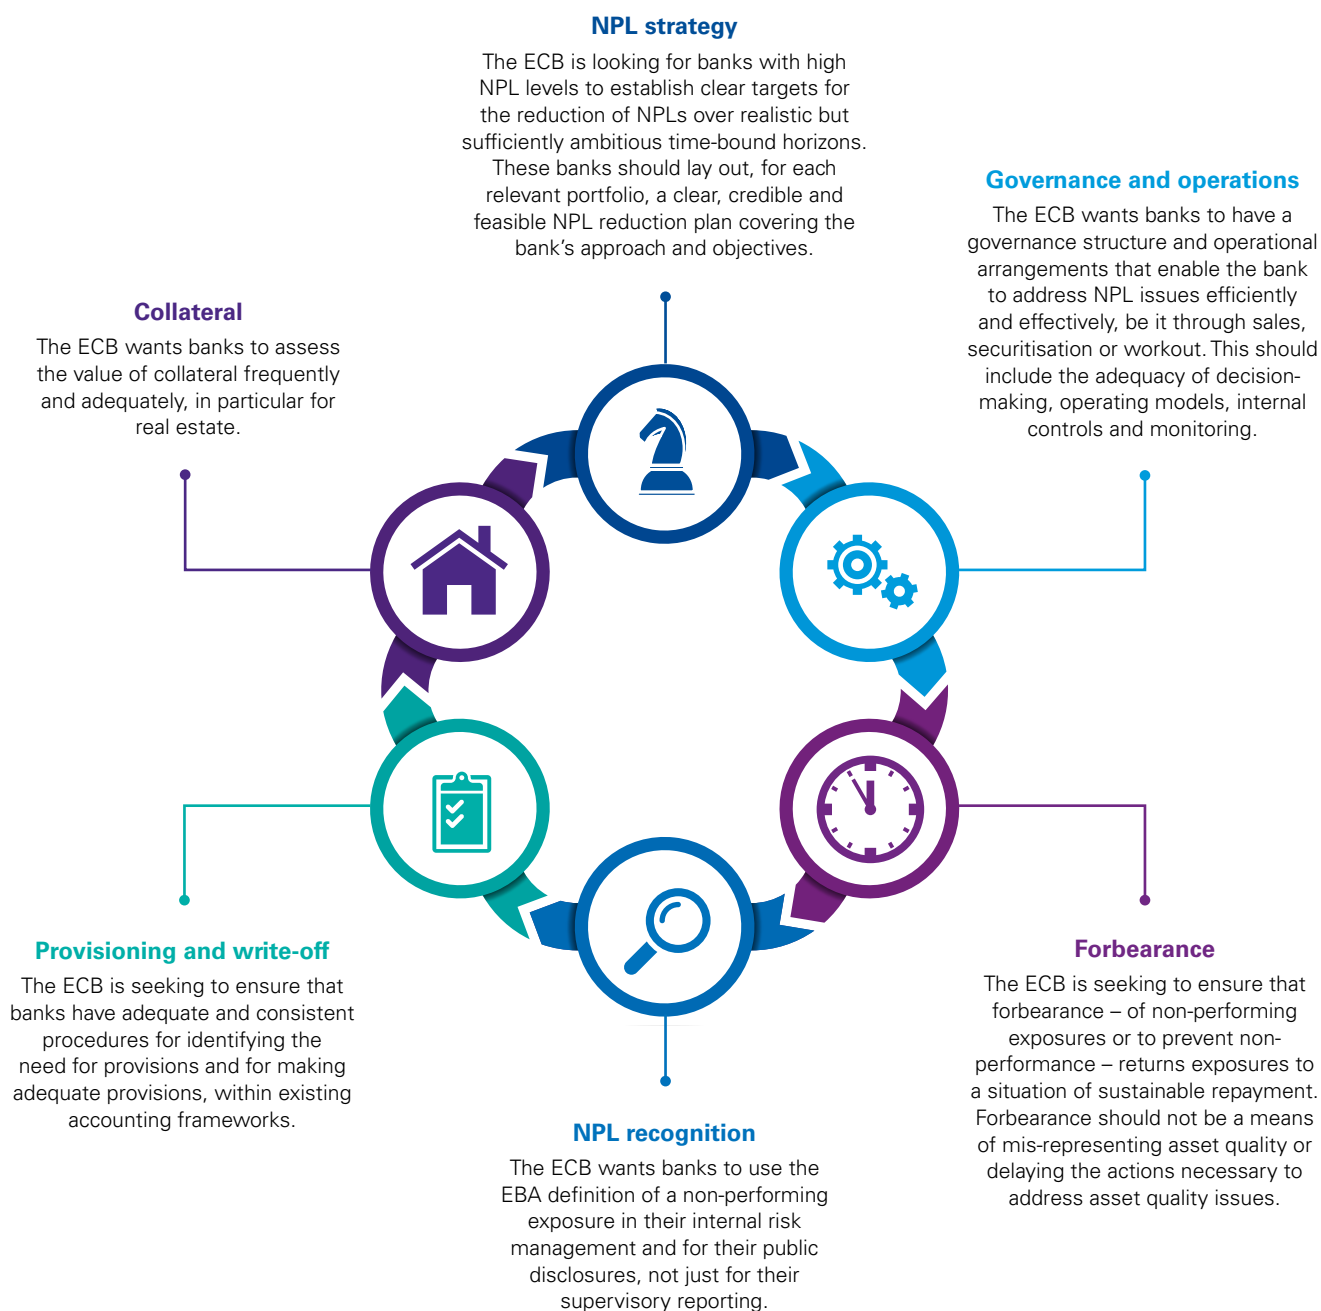 NPL strategy
The ECB is looking for banks with high
NPL levels to establish clear targets for
the reduction of NPLs over realistic but
sufficiently ambitious time-bound horizons.
These banks should lay out, for each
relevant portfolio, a clear, credible and
feasible NPL reduction plan covering the
bank’s approach and objectives.
Governance and operations
The ECB wants banks to have a
governance structure and operational
arrangements that enable the bank
to address NPL issues efficiently
and effectively, be it through sales,
securitisation or workout. This should
include the adequacy of decision-
making, operating models, internal
controls and monitoring.
Collateral
The ECB wants banks to assess
the value of collateral frequently
and adequately, in particular for
real estate.
Provisioning and write-off
The ECB is seeking to ensure that
banks have adequate and consistent
procedures for identifying the
need for provisions and for making
adequate provisions, within existing
accounting frameworks.
Forbearance
The ECB is seeking to ensure that
forbearance – of non-performing
exposures or to prevent non-
performance – returns exposures to
a situation of sustainable repayment.
Forbearance should not be a means
of mis-representing asset quality or
delaying the actions necessary to
address asset quality issues.
NPL recognition
The ECB wants banks to use the
EBA definition of a non-performing
exposure in their internal risk
management and for their public
disclosures, not just for their
supervisory reporting.